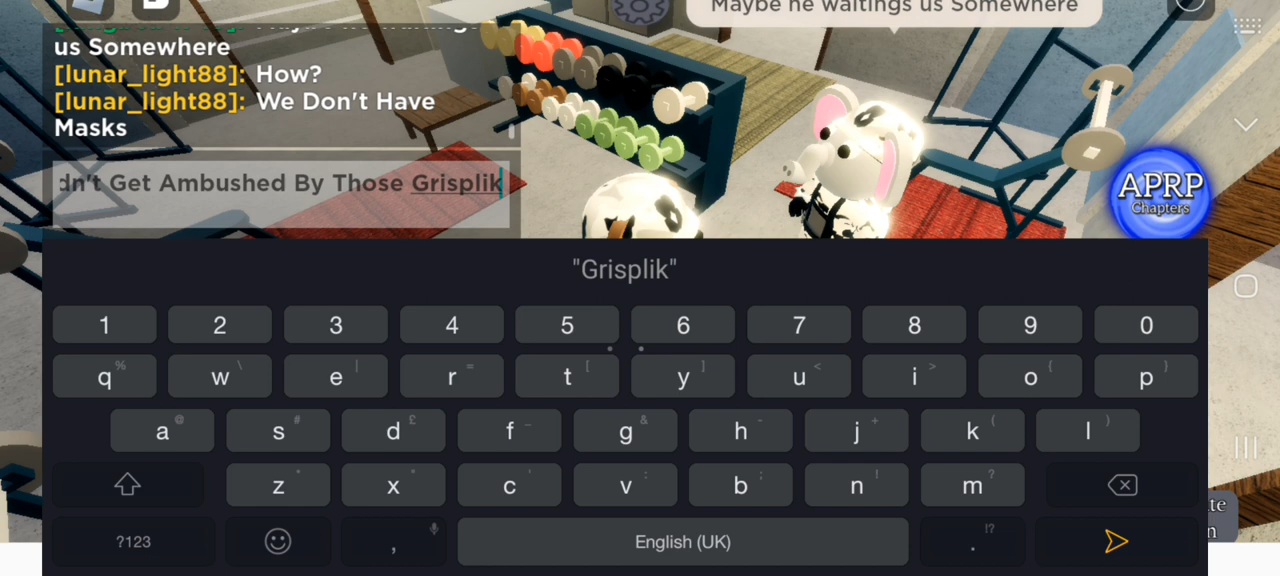 Maybe he waitings us Somewhere
us Somewhere
[lunar_light88]: How?
[lunar_light88]: We Don't Have
Masks
Get Ambushed By Those Grisplik
APRP
Chapters
"Grisplik"
1 2 3 4 5 6 7 8 9 0
% \ | = [ ] < > { }
q w e r t y u i o p
@ # £ _ & - + ( )
a s d f g h j k l
* " ' : ; ! ?
z x c v b n m
?123 , English (UK) . !?